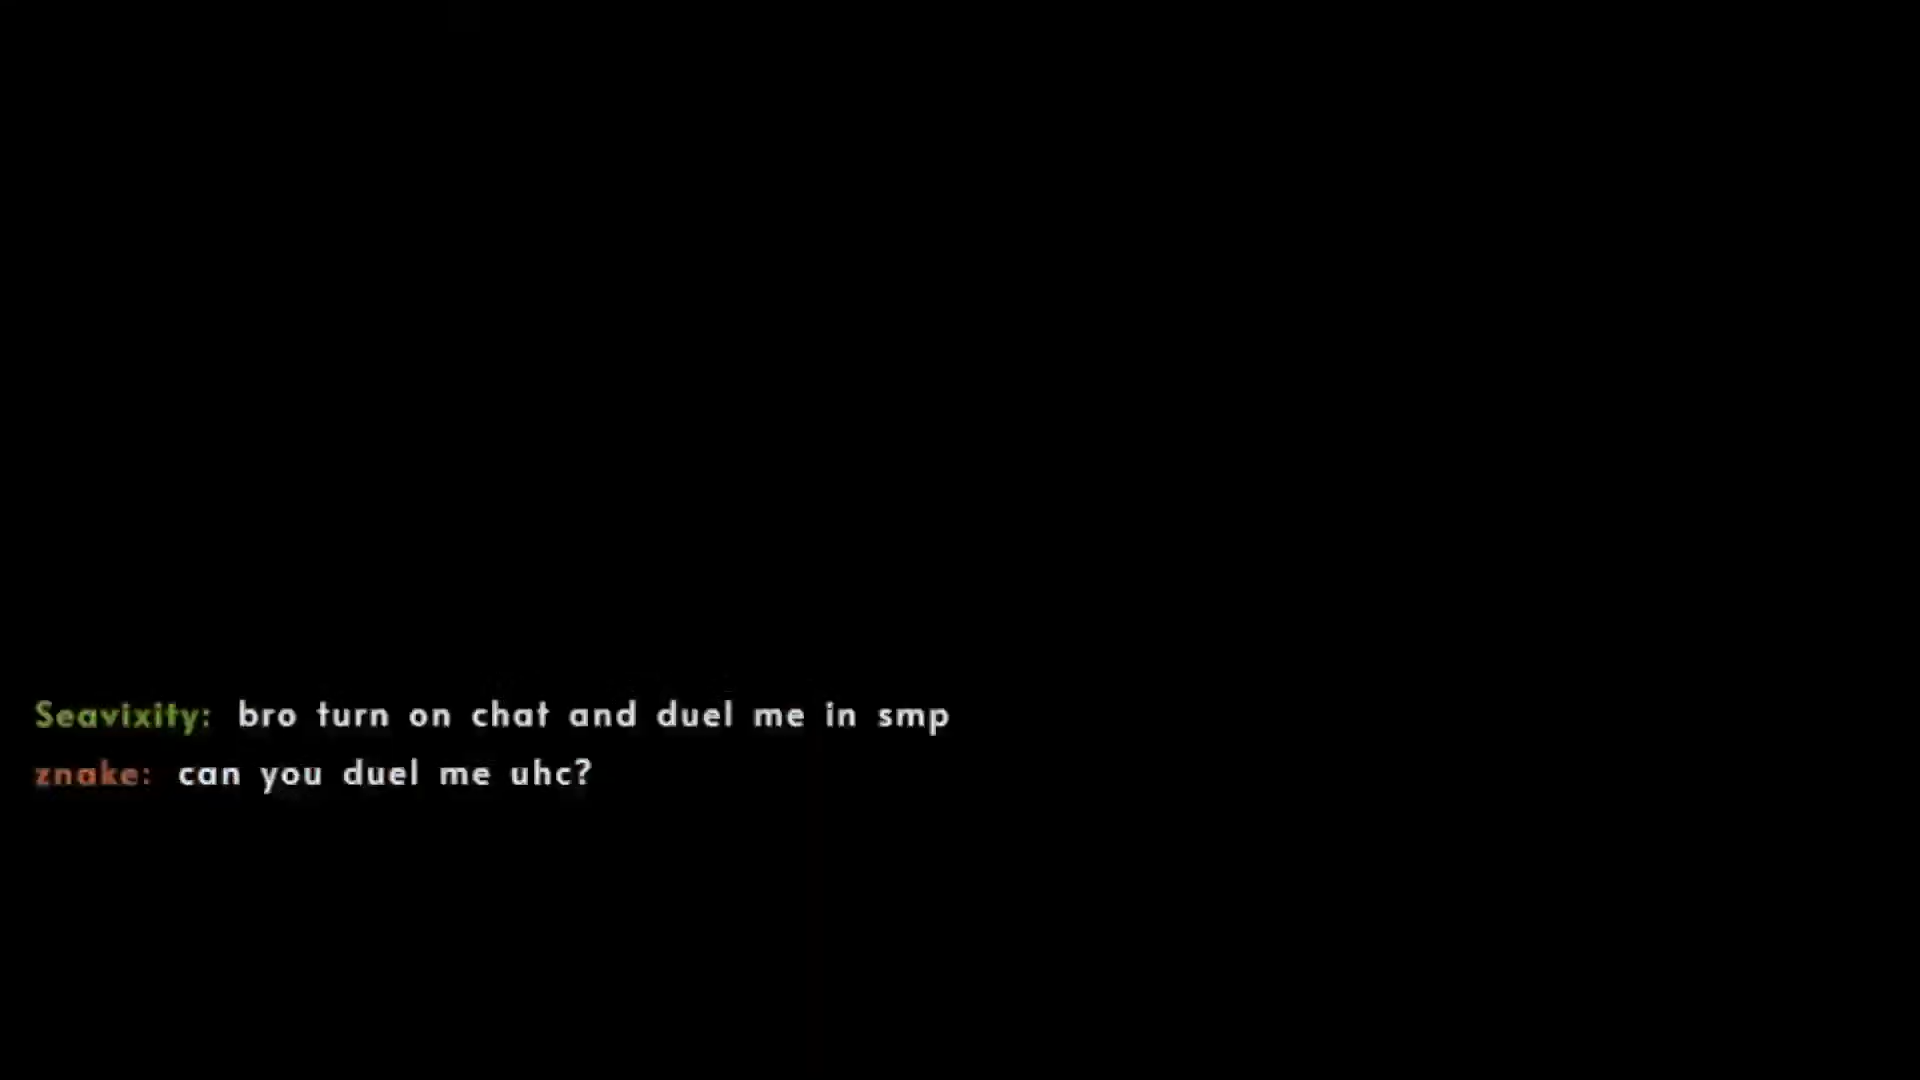 Seavixity: bro turn on chat and duel me in smp
znake: can you duel me uhc?